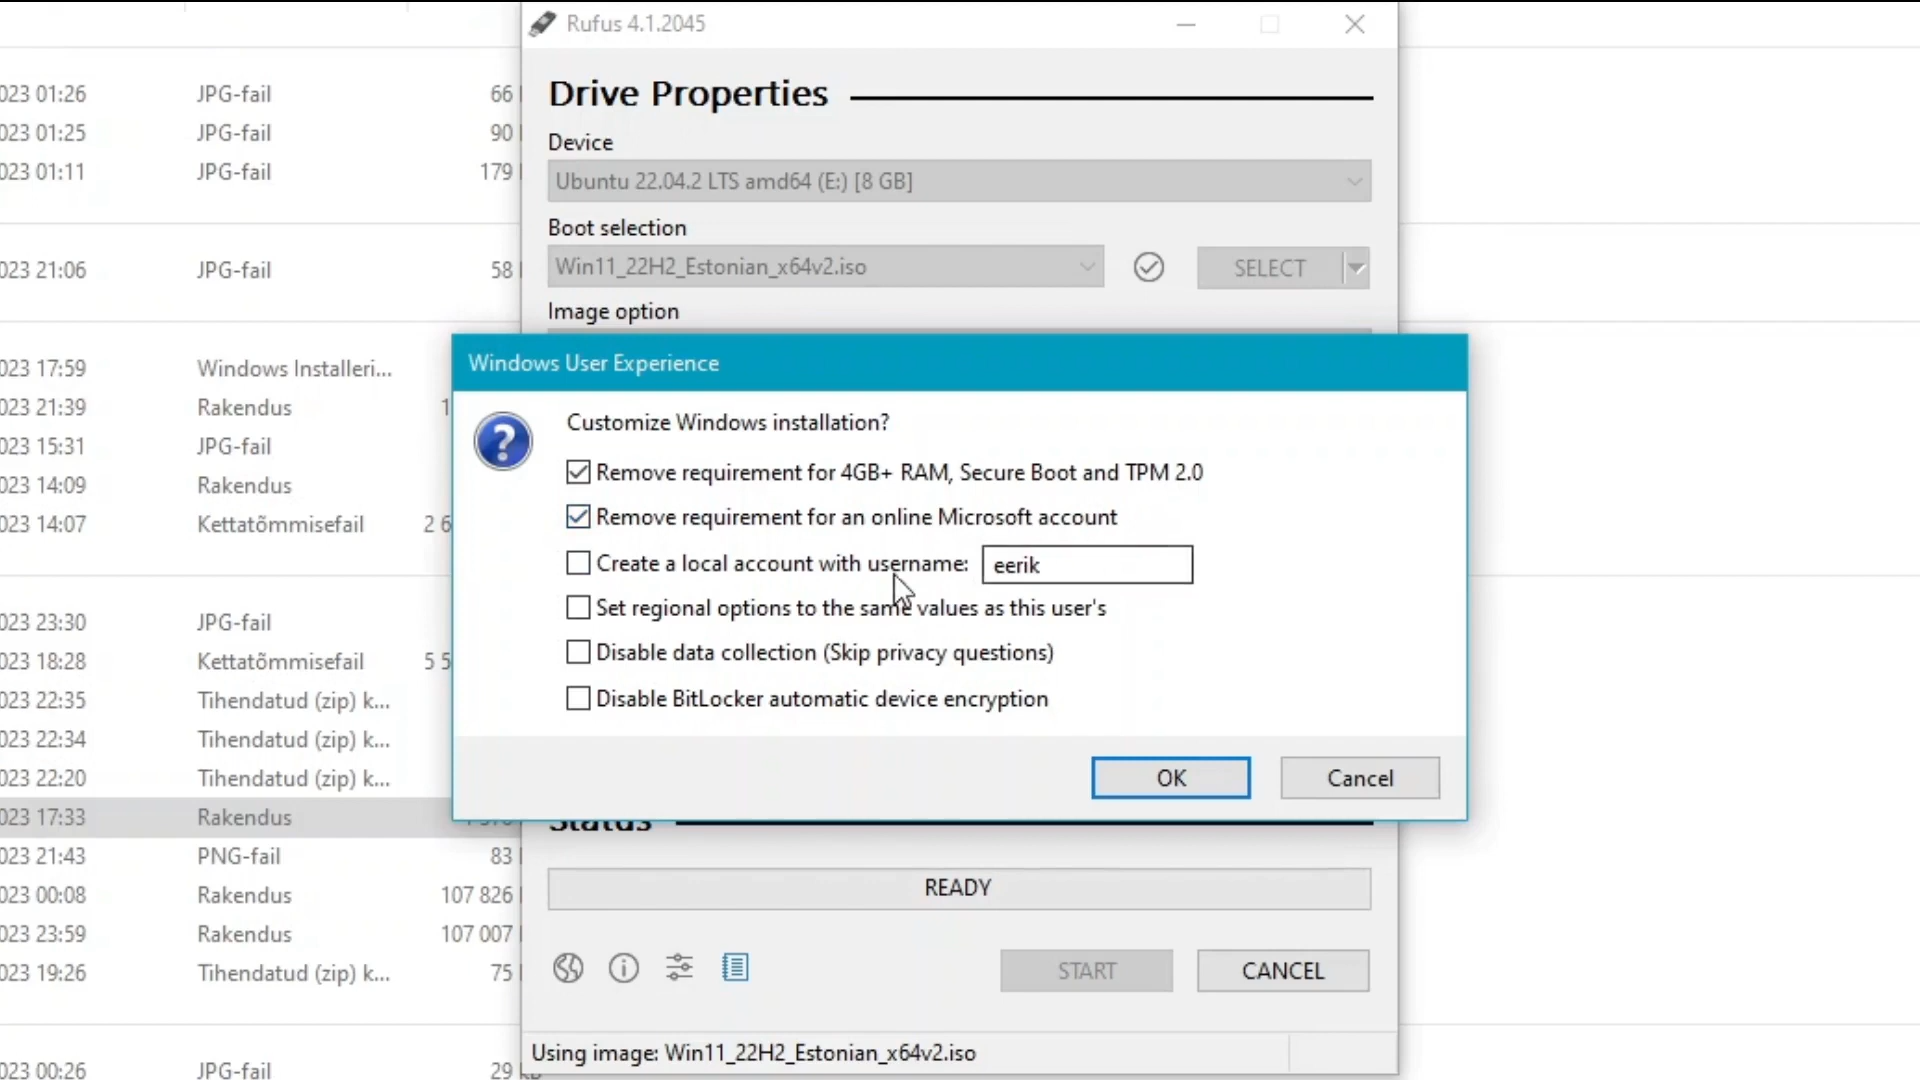 Rufus 4.1.2045
Drive Properties
Device
Ubuntu 22.04.2 LTS amd64 (E:) [8 GB]
Boot selection
Win11_22H2_Estonian_x64v2.iso
SELECT
Image option
Windows User Experience
Customize Windows installation?
Remove requirement for 4GB+ RAM, Secure Boot and TPM 2.0
Remove requirement for an online Microsoft account
Create a local account with username: eerik
Set regional options to the same values as this user's
Disable data collection (Skip privacy questions)
Disable BitLocker automatic device encryption
OK
Cancel
Status
READY
START
CANCEL
Using image: Win11_22H2_Estonian_x64v2.iso
023 01:26 JPG-fail 66
023 01:25 JPG-fail 90
023 01:11 JPG-fail 179
023 21:06 JPG-fail 58
023 17:59 Windows Installeri...
023 21:39 Rakendus 1
023 15:31 JPG-fail
023 14:09 Rakendus
023 14:07 Kettatõmmisefail 2 6
023 23:30 JPG-fail
023 18:28 Kettatõmmisefail 5 5
023 22:35 Tihendatud (zip) k...
023 22:34 Tihendatud (zip) k...
023 22:20 Tihendatud (zip) k...
023 17:33 Rakendus
023 21:43 PNG-fail 83
023 00:08 Rakendus 107 826
023 23:59 Rakendus 107 007
023 19:26 Tihendatud (zip) k... 75
023 00:26 JPG-fail 29